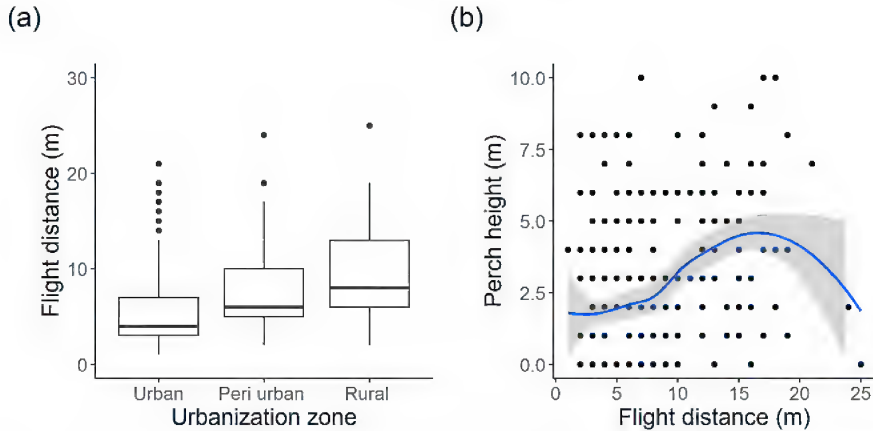 (a)
Flight distance (m)
30
20
10
0
Urban
Peri urban
Rural
Urbanization zone
(b)
Perch height (m)
10.0
7.5
5.0
2.5
0.0
0
5
10
15
20
25
Flight distance (m)